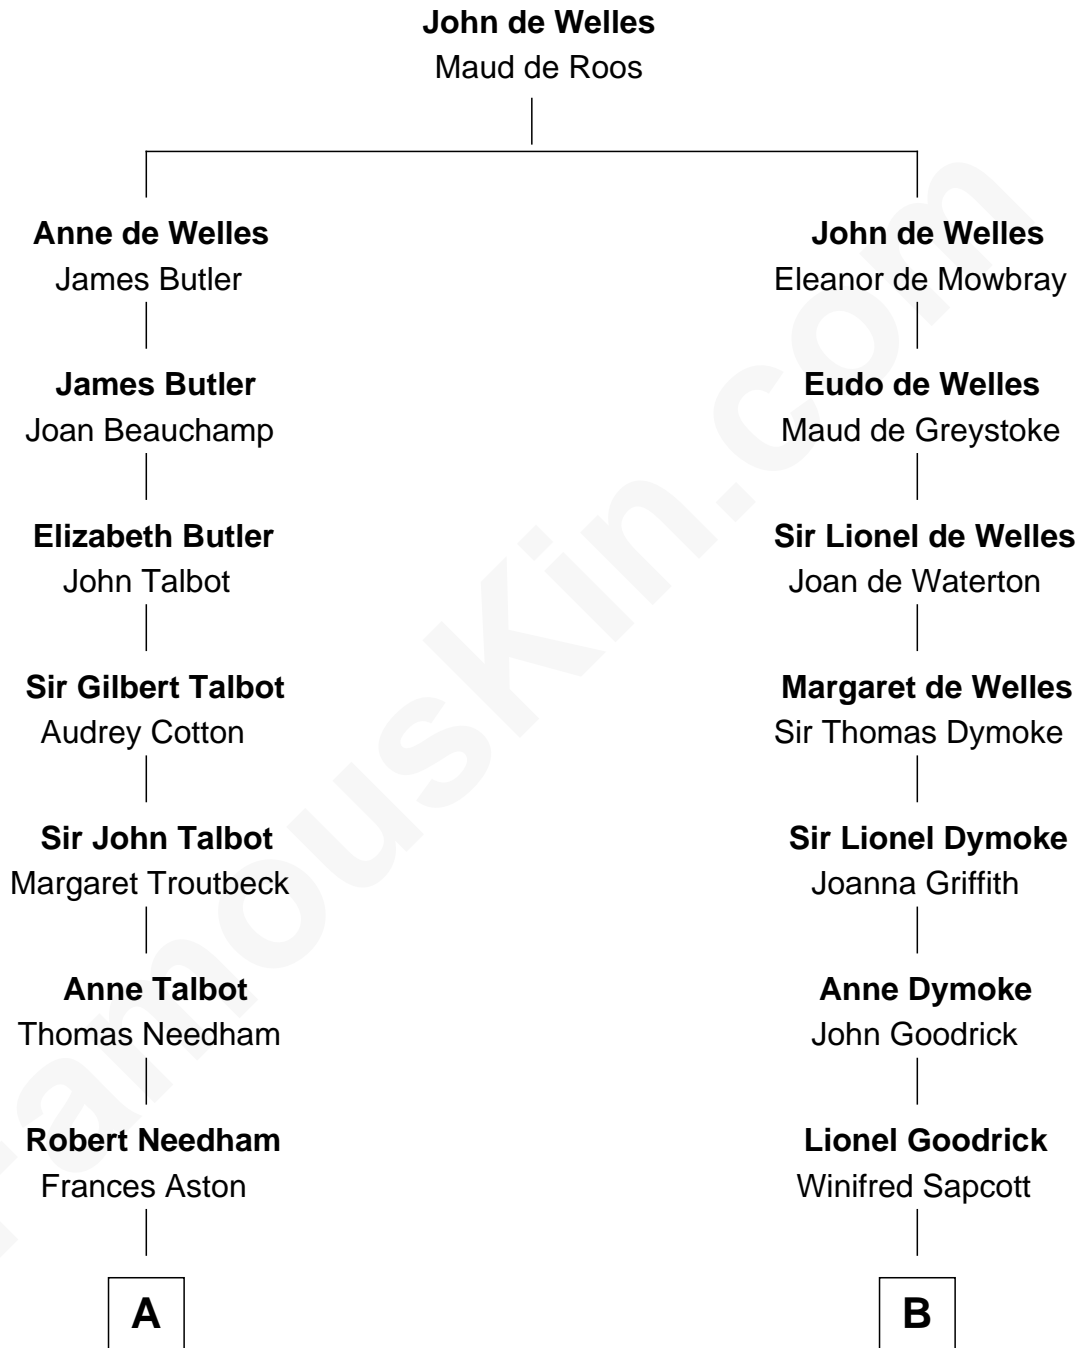 John de Welles
Maud de Roos
Anne de Welles
James Butler
John de Welles
Eleanor de Mowbray
James Butler
Joan Beauchamp
Eudo de Welles
Maud de Greystoke
Elizabeth Butler
John Talbot
Sir Lionel de Welles
Joan de Waterton
Sir Gilbert Talbot
Audrey Cotton
Margaret de Welles
Sir Thomas Dymoke
Sir John Talbot
Margaret Troutbeck
Sir Lionel Dymoke
Joanna Griffith
Anne Talbot
Thomas Needham
Anne Dymoke
John Goodrick
Robert Needham
Frances Aston
Lionel Goodrick
Winifred Sapcott
A
B
FamousKin.com